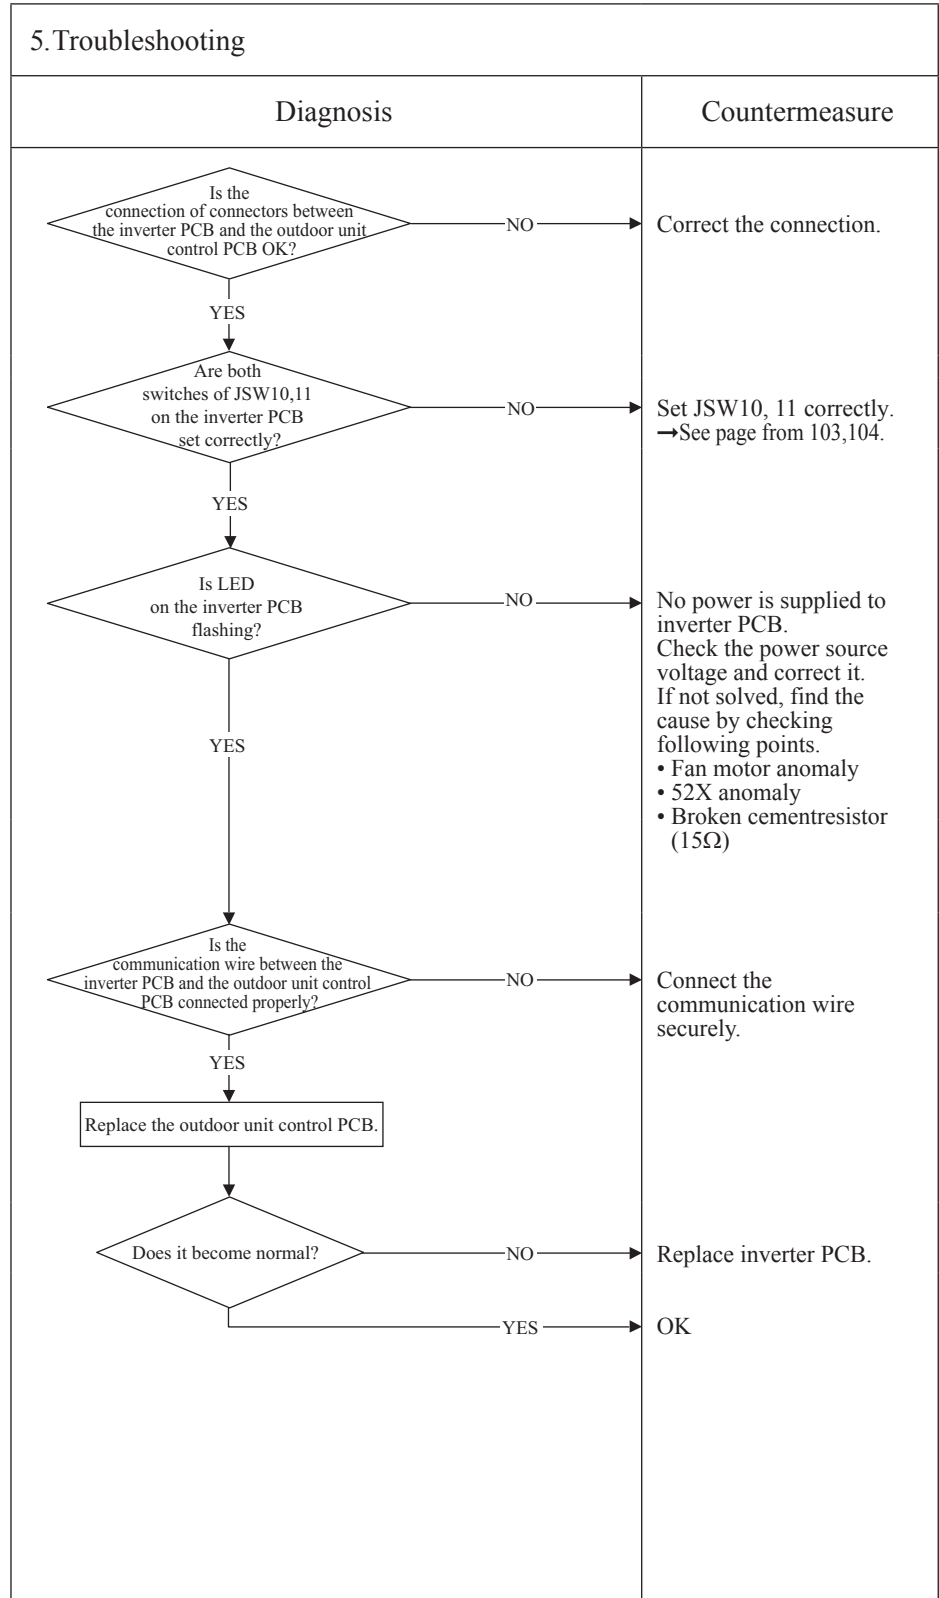 5.Troubleshooting
Diagnosis
Countermeasure
Is the
connection of connectors between
the inverter PCB and the outdoor unit
control PCB OK?
NO
Correct the connection.
YES
Are both
switches of JSW10,11
on the inverter PCB
set correctly?
NO
Set JSW10, 11 correctly.
→See page from 103,104.
YES
Is LED
on the inverter PCB
flashing?
NO
No power is supplied to
inverter PCB.
Check the power source
voltage and correct it.
If not solved, find the
cause by checking
following points.
• Fan motor anomaly
• 52X anomaly
• Broken cementresistor
(15Ω)
YES
Is the
communication wire between the
inverter PCB and the outdoor unit control
PCB connected properly?
NO
Connect the
communication wire
securely.
YES
Replace the outdoor unit control PCB.
Does it become normal?
NO
Replace inverter PCB.
YES
OK